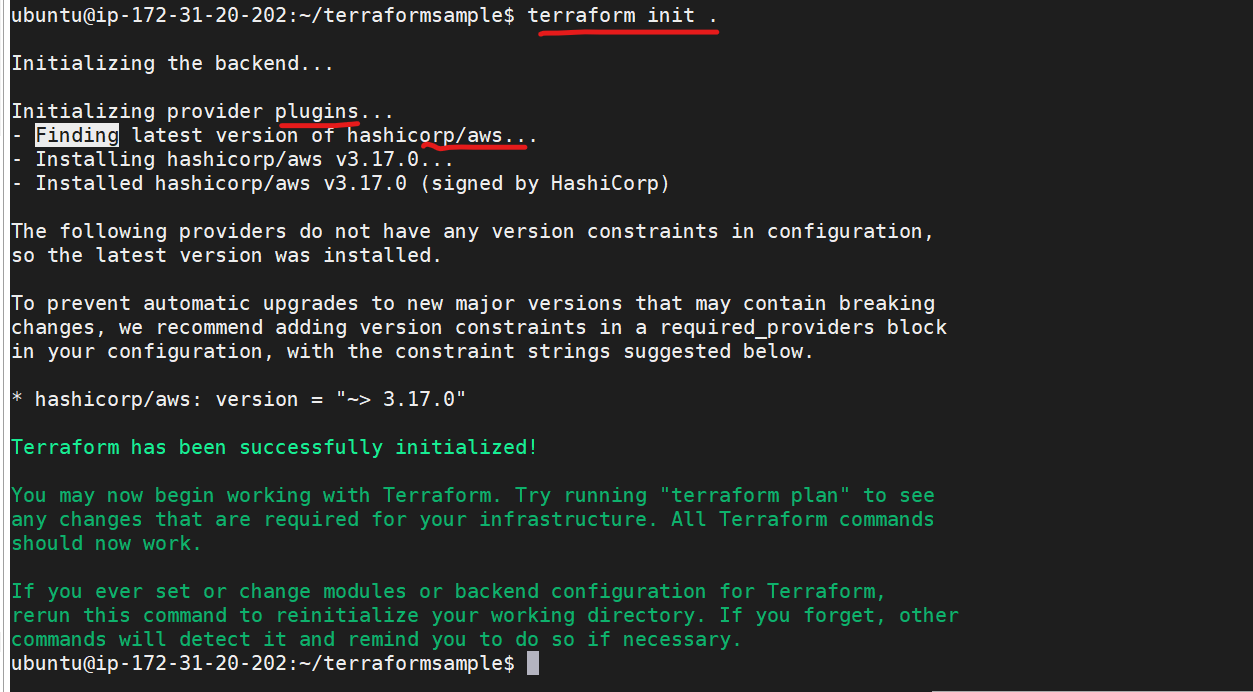 ubuntu@ip-172-31-20-202:~/terraformsample$ terraform init .
Initializing the backend...
Initializing provider plugins...
- Finding latest version of hashicorp/aws...
- Installing hashicorp/aws v3.17.0...
- Installed hashicorp/aws v3.17.0 (signed by HashiCorp)
The following providers do not have any version constraints in configuration,
so the latest version was installed.
To prevent automatic upgrades to new major versions that may contain breaking
changes, we recommend adding version constraints in a required_providers block
in your configuration, with the constraint strings suggested below.
* hashicorp/aws: version = "~> 3.17.0"
Terraform has been successfully initialized!
You may now begin working with Terraform. Try running "terraform plan" to see
any changes that are required for your infrastructure. All Terraform commands
should now work.
If you ever set or change modules or backend configuration for Terraform,
rerun this command to reinitialize your working directory. If you forget, other
commands will detect it and remind you to do so if necessary.
ubuntu@ip-172-31-20-202:~/terraformsample$